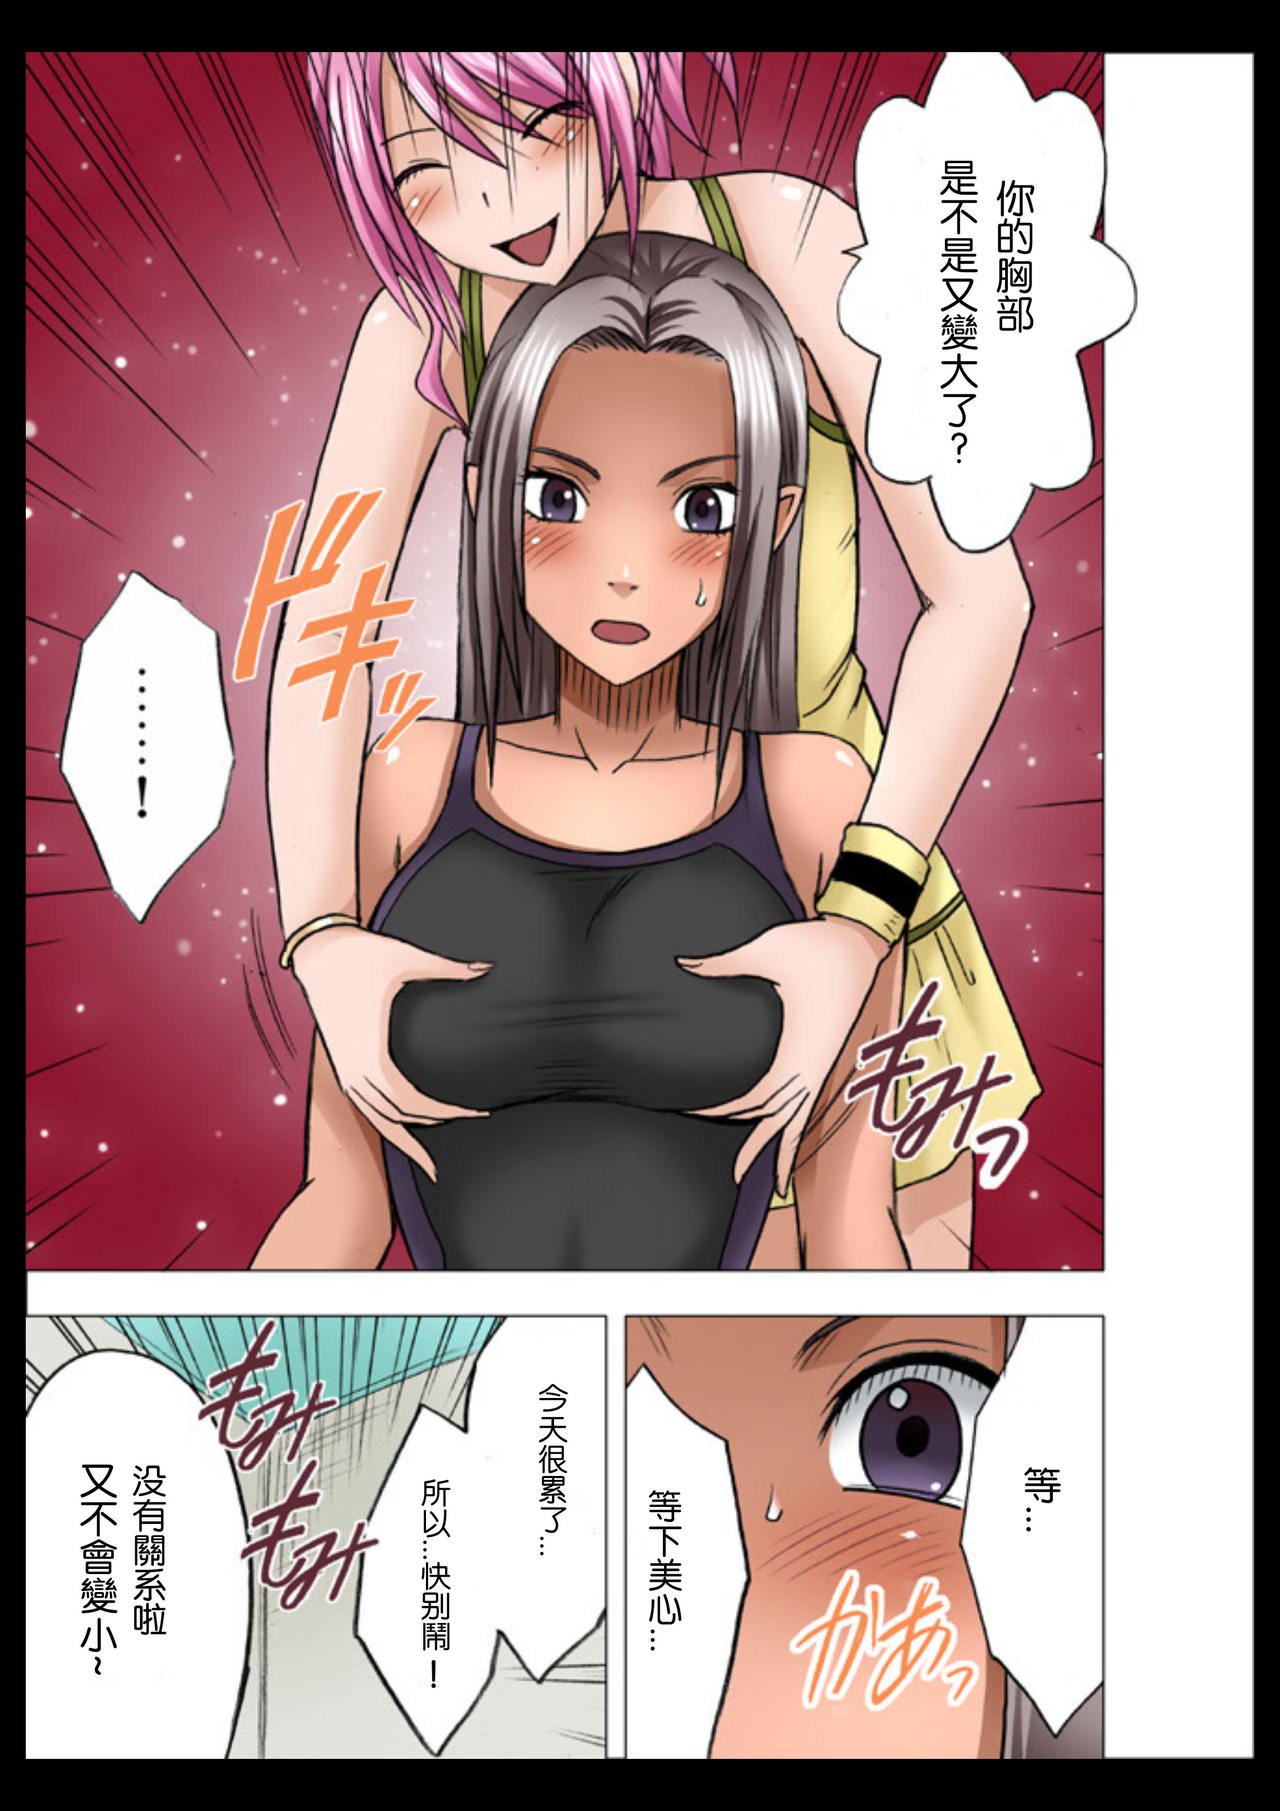 你的胸部
是不是又變大了？
ドキッ
………！
もみっ
等…
等下美心…
かあっ
今天很累了…
所以…快別鬧！
もみ
もみ
没有關系啦
又不會變小~